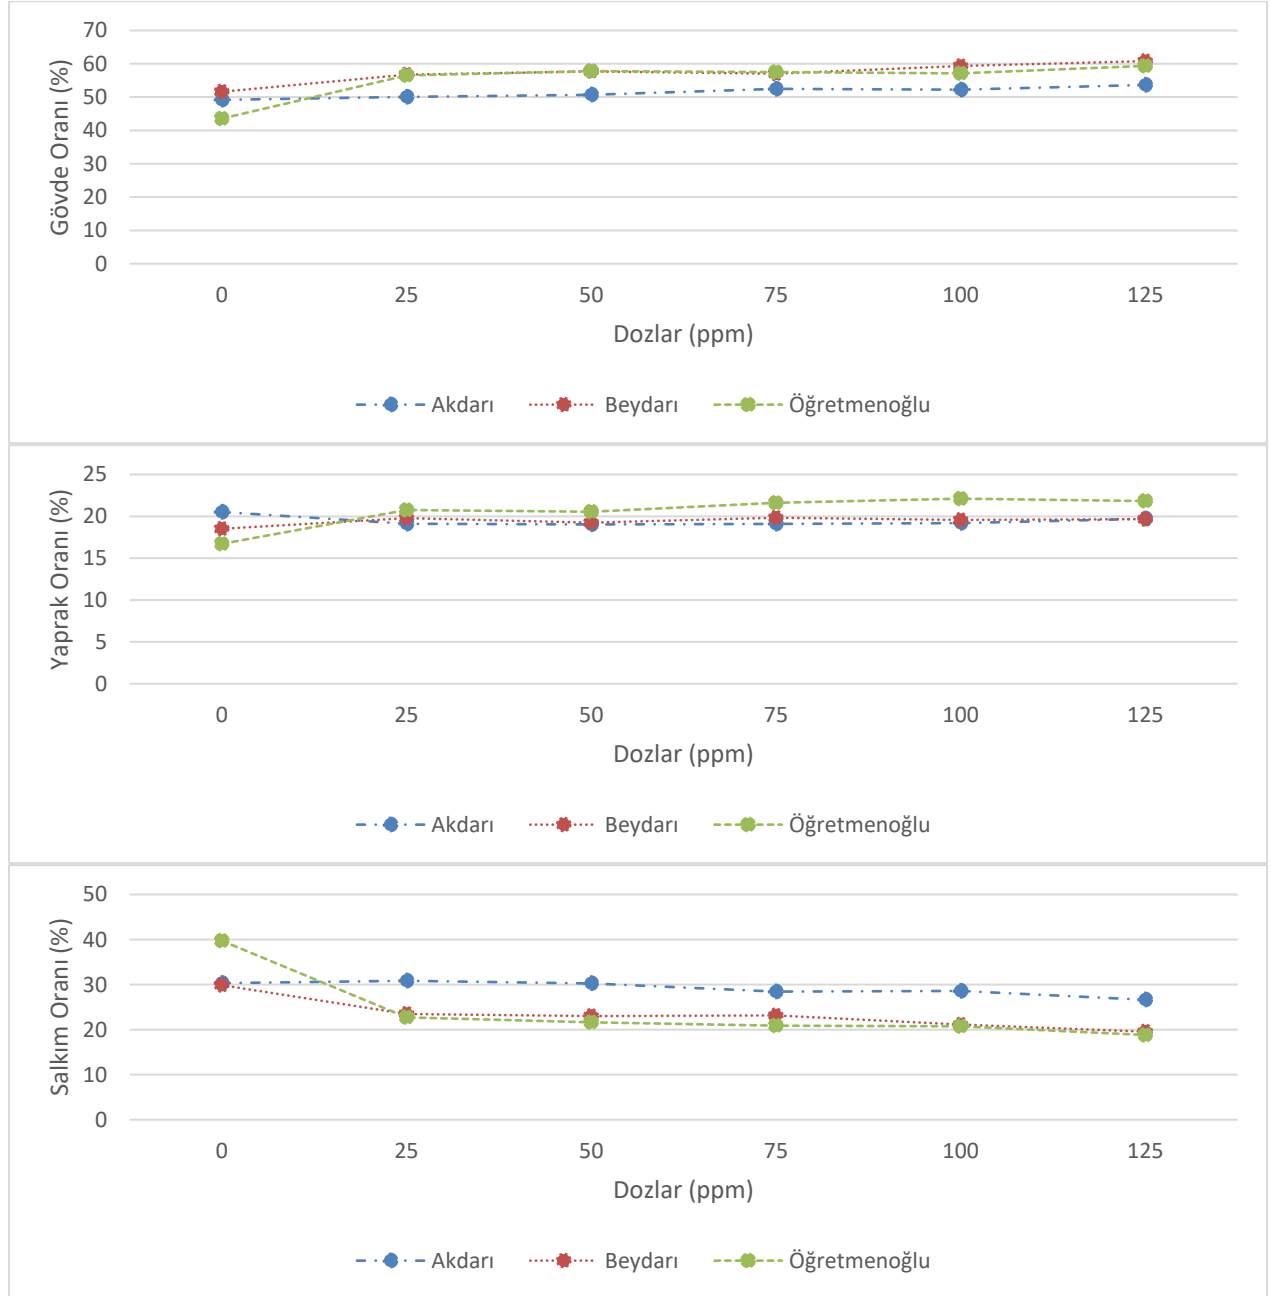 Gövde Oranı (%)
70
60
50
40
30
20
10
0
0 25 50 75 100 125
Dozlar (ppm)
Akdarı Beydarı Öğretmenoğlu
Yaprak Oranı (%)
25
20
15
10
5
0
0 25 50 75 100 125
Dozlar (ppm)
Akdarı Beydarı Öğretmenoğlu
Salkım Oranı (%)
50
40
30
20
10
0
0 25 50 75 100 125
Dozlar (ppm)
Akdarı Beydarı Öğretmenoğlu